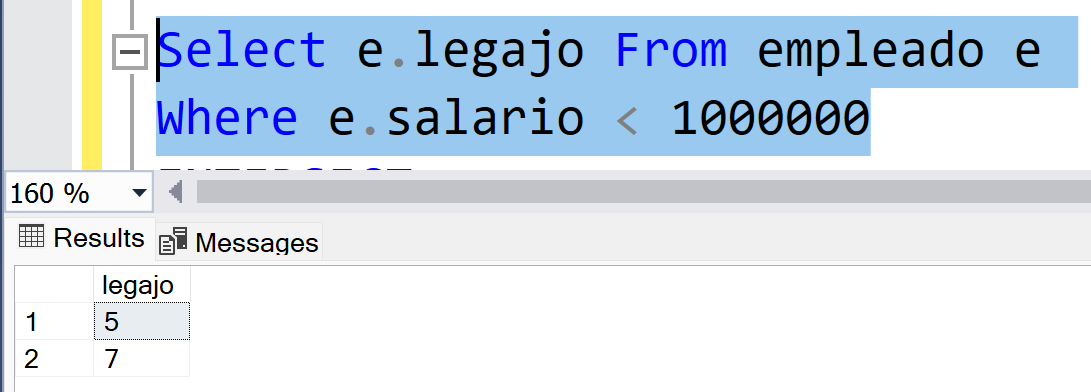 Select e.legajo From empleado e
Where e.salario < 1000000
160 %
Results Messages
legajo
1 5
2 7